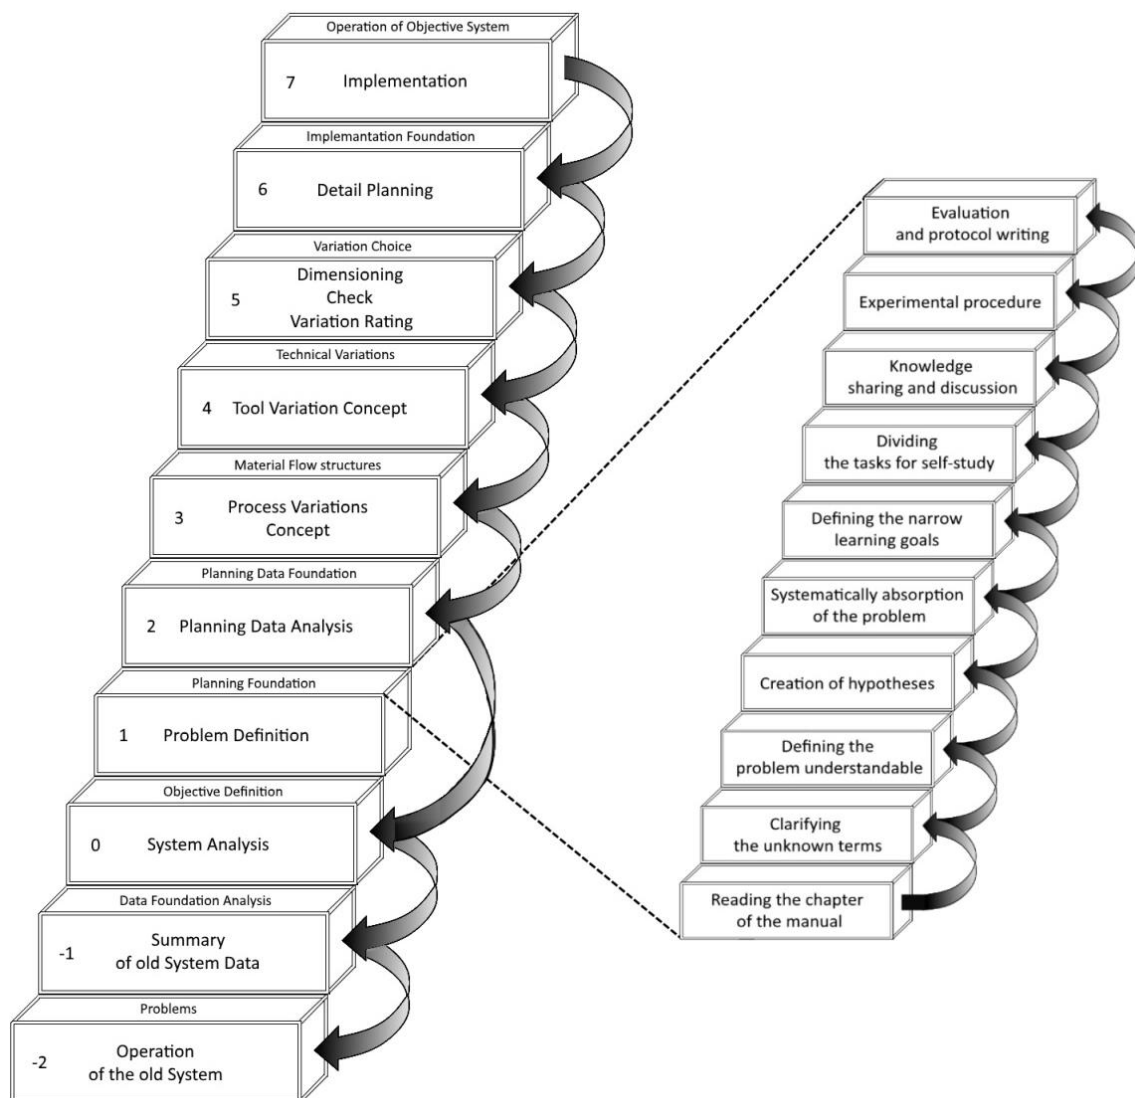 Operation of Objective System
7
Implementation
Implemantation Foundation
6
Detail Planning
Variation Choice
5
Dimensioning
Check
Variation Rating
Technical Variations
4
Tool Variation Concept
Material Flow structures
3
Process Variations
Concept
Planning Data Foundation
2
Planning Data Analysis
Planning Foundation
1
Problem Definition
Objective Definition
0
System Analysis
Data Foundation Analysis
-1
Summary
of old System Data
Problems
-2
Operation
of the old System
Evaluation
and protocol writing
Experimental procedure
Knowledge
sharing and discussion
Dividing
the tasks for self-study
Defining the narrow
learning goals
Systematically absorption
of the problem
Creation of hypotheses
Defining the
problem understandable
Clarifying
the unknown terms
Reading the chapter
of the manual